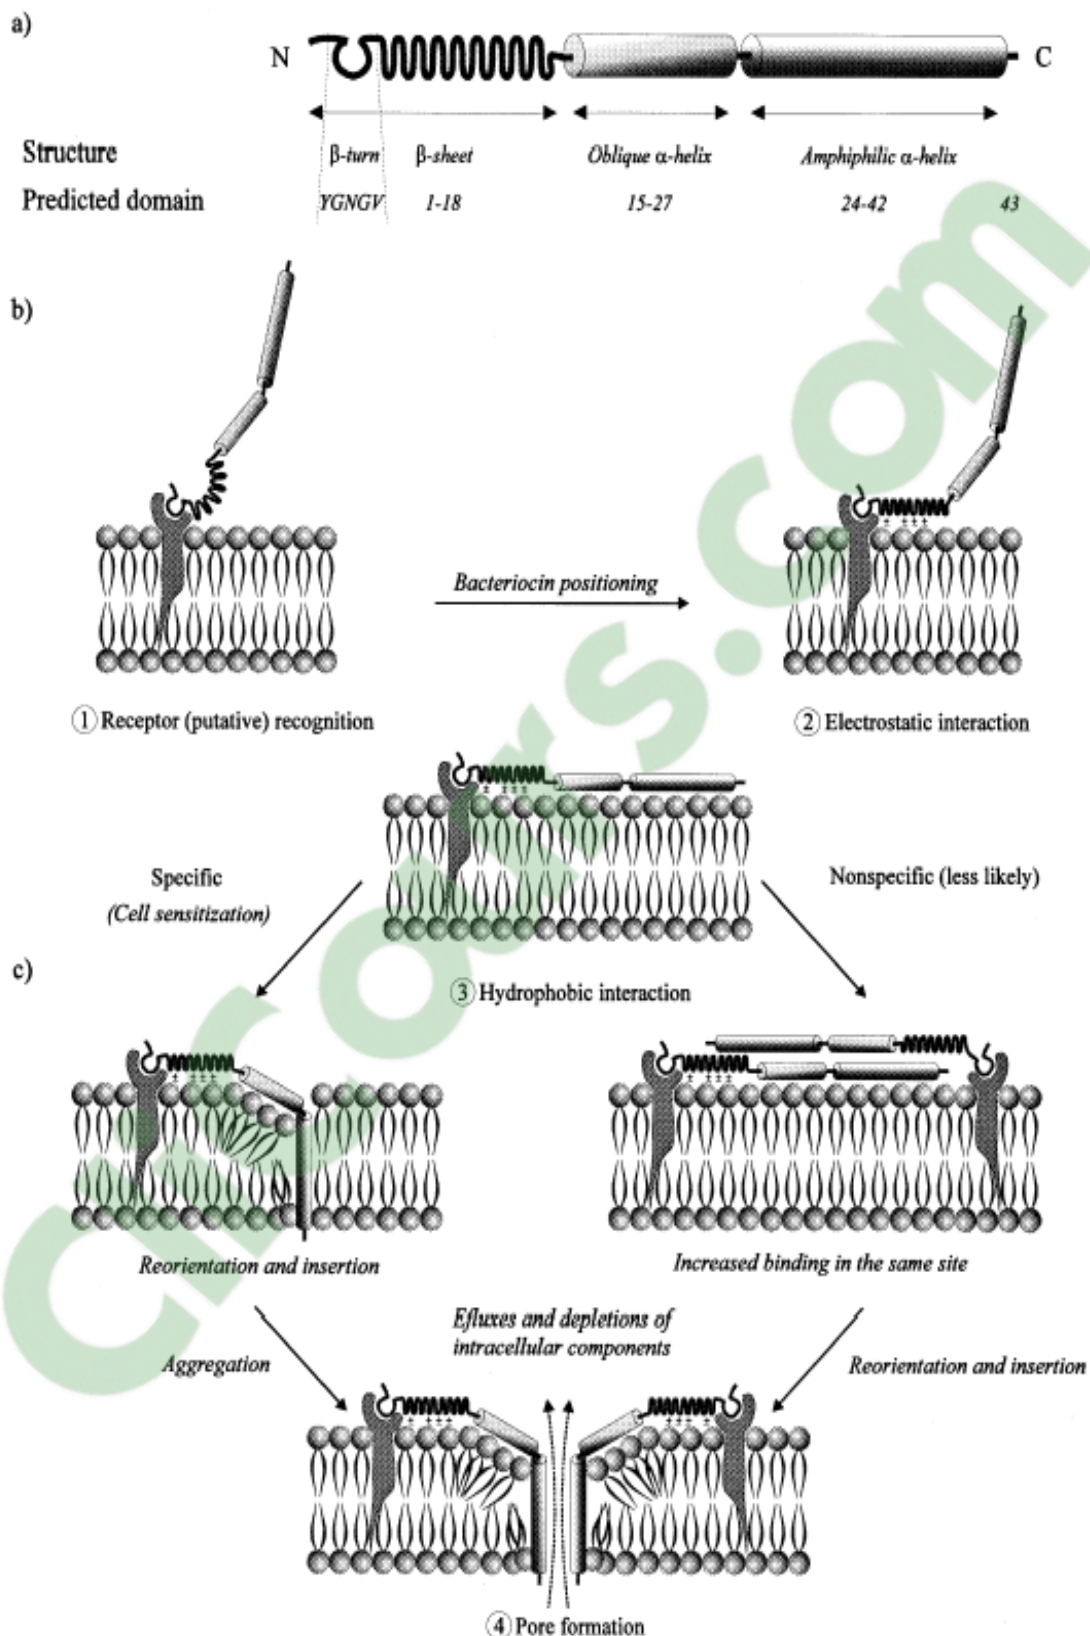 a)
N C
Structure β-turn β-sheet Oblique α-helix Amphiphilic α-helix
Predicted domain YGNGV 1-18 15-27 24-42 43
b)
Bacteriocin positioning
1 Receptor (putative) recognition
2 Electrostatic interaction
± ± ± ±
± ± ± ±
Specific
(Cell sensitization)
Nonspecific (less likely)
3 Hydrophobic interaction
c)
± ± ± ±
± ± ± ±
Reorientation and insertion
Increased binding in the same site
Efluxes and depletions of
intracellular components
Aggregation
Reorientation and insertion
± ± ± ±
± ± ± ±
4 Pore formation
CliCours.com